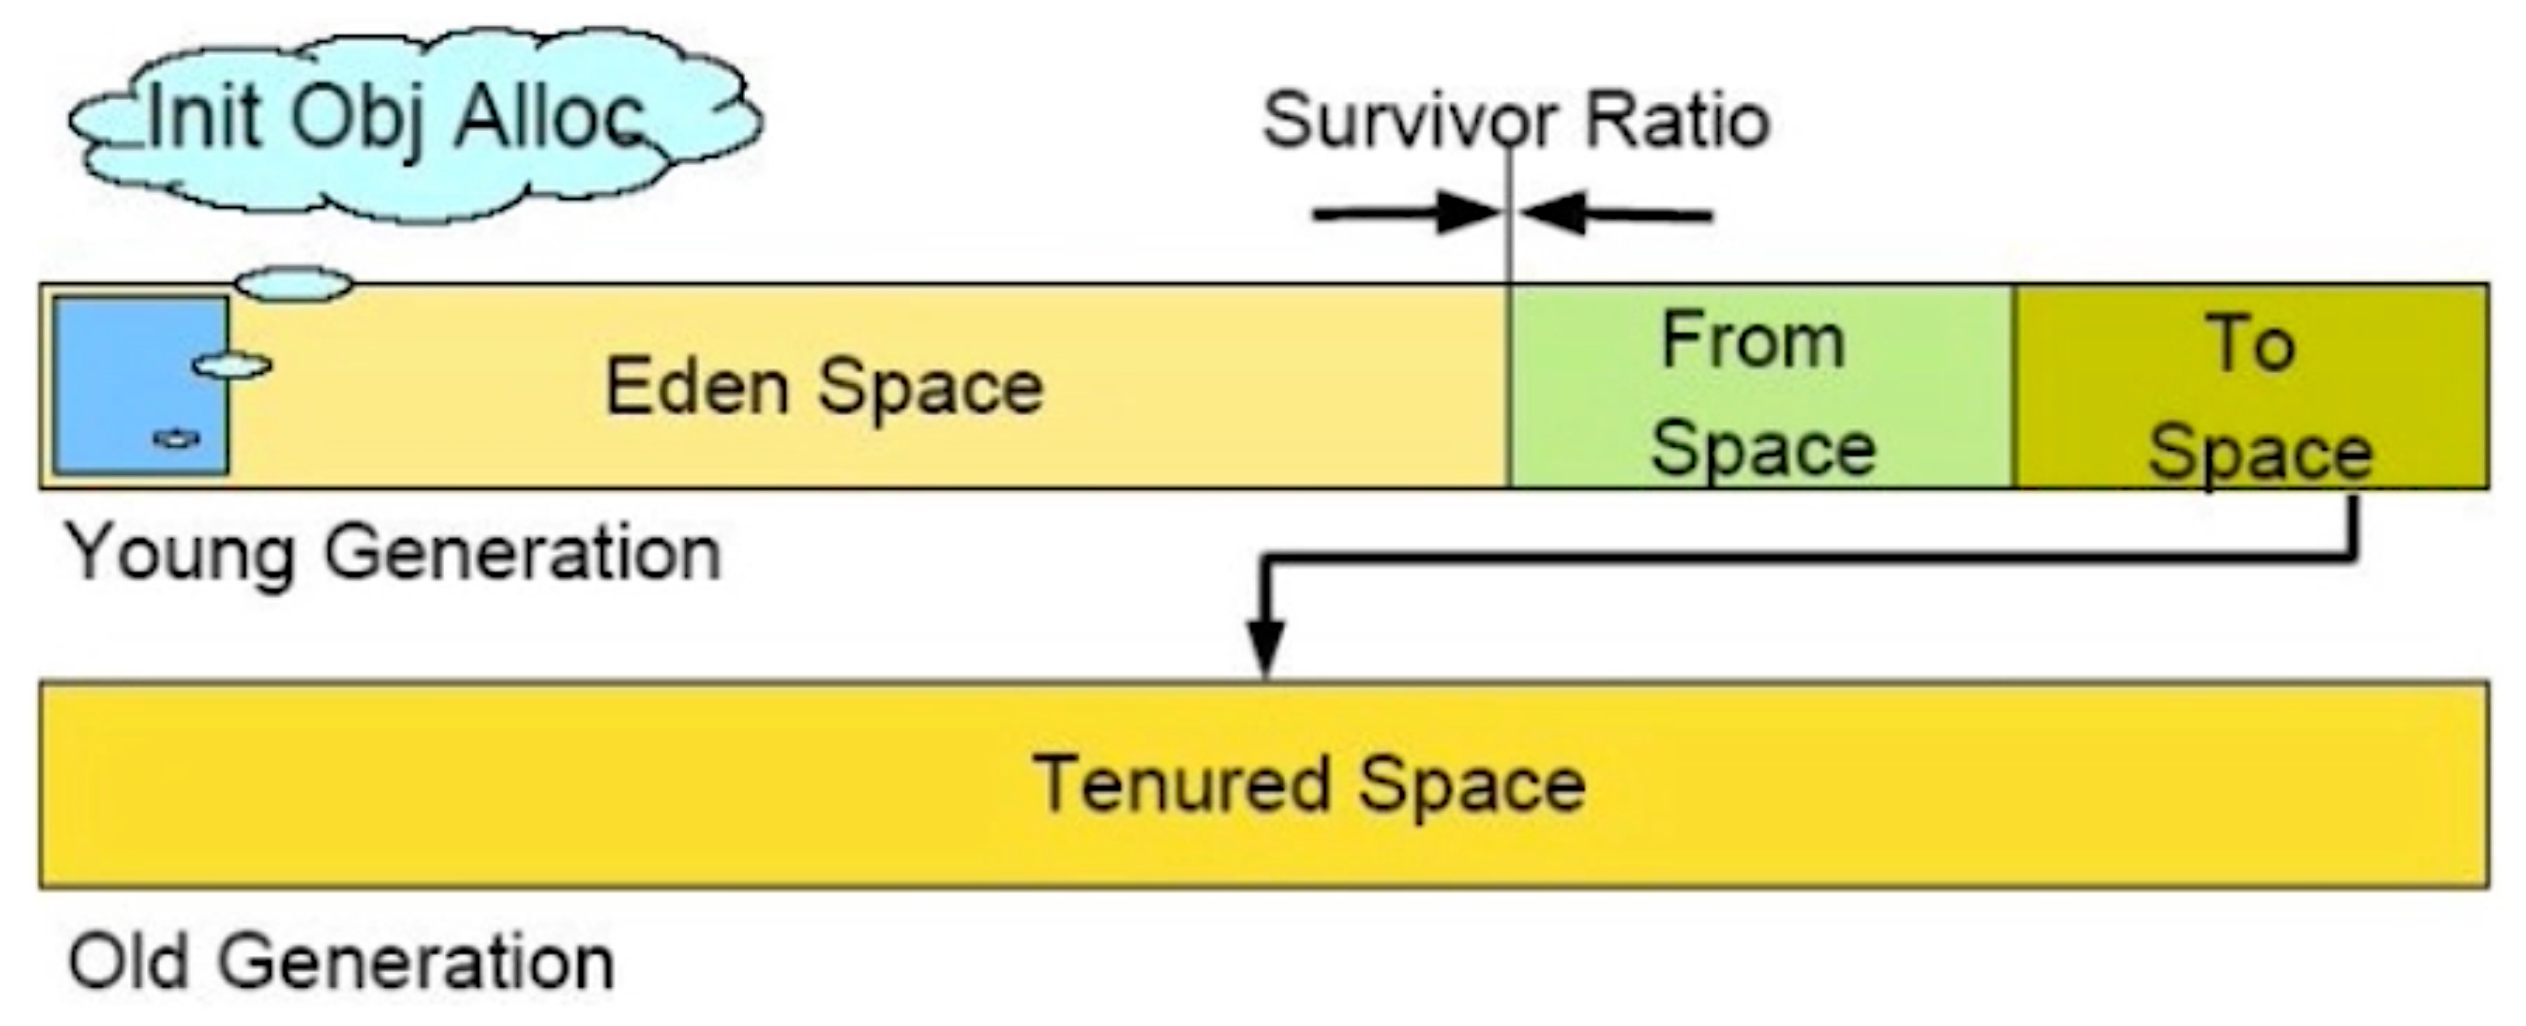 Init Obj Alloc
Survivor Ratio
Eden Space
From
Space
To
Space
Young Generation
Tenured Space
Old Generation